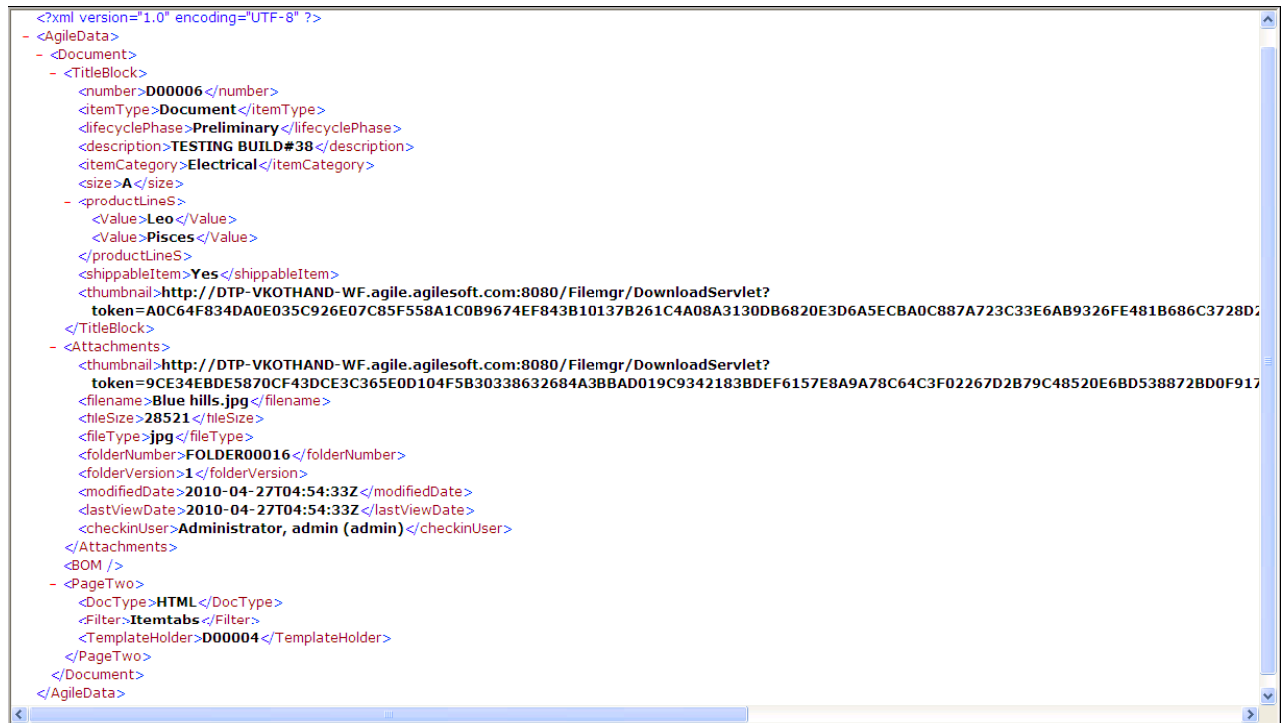 <?xml version="1.0" encoding="UTF-8" ?>
- <AgileData>
- <Document>
- <TitleBlock>
<number>D00006</number>
<itemType>Document</itemType>
<lifecyclePhase>Preliminary</lifecyclePhase>
<description>TESTING BUILD#38</description>
<itemCategory>Electrical</itemCategory>
<size>A</size>
- <productLineS>
<Value>Leo</Value>
<Value>Pisces</Value>
</productLineS>
<shippableItem>Yes</shippableItem>
<thumbnail>http://DTP-VKOTHAND-WF.agile.agilesoft.com:8080/Filemgr/DownloadServlet?
token=A0C64F834DA0E035C926E07C85F558A1C0B9674EF843B10137B261C4A08A3130DB6820E3D6A5ECBA0C887A723C33E6AB9326FE481B686C3728D2
</TitleBlock>
- <Attachments>
<thumbnail>http://DTP-VKOTHAND-WF.agile.agilesoft.com:8080/Filemgr/DownloadServlet?
token=9CE34EBDE5870CF43DCE3C365E0D104F5B30338632684A3BBAD019C9342183BDEF6157E8A9A78C64C3F02267D2B79C48520E6BD538872BD0F917
<filename>Blue hills.jpg</filename>
<fileSize>28521</fileSize>
<fileType>jpg</fileType>
<folderNumber>FOLDER00016</folderNumber>
<folderVersion>1</folderVersion>
<modifiedDate>2010-04-27T04:54:33Z</modifiedDate>
<lastViewDate>2010-04-27T04:54:33Z</lastViewDate>
<checkinUser>Administrator, admin (admin)</checkinUser>
</Attachments>
<BOM />
- <PageTwo>
<DocType>HTML</DocType>
<Filter>Itemtabs</Filter>
<TemplateHolder>D00004</TemplateHolder>
</PageTwo>
</Document>
</AgileData>